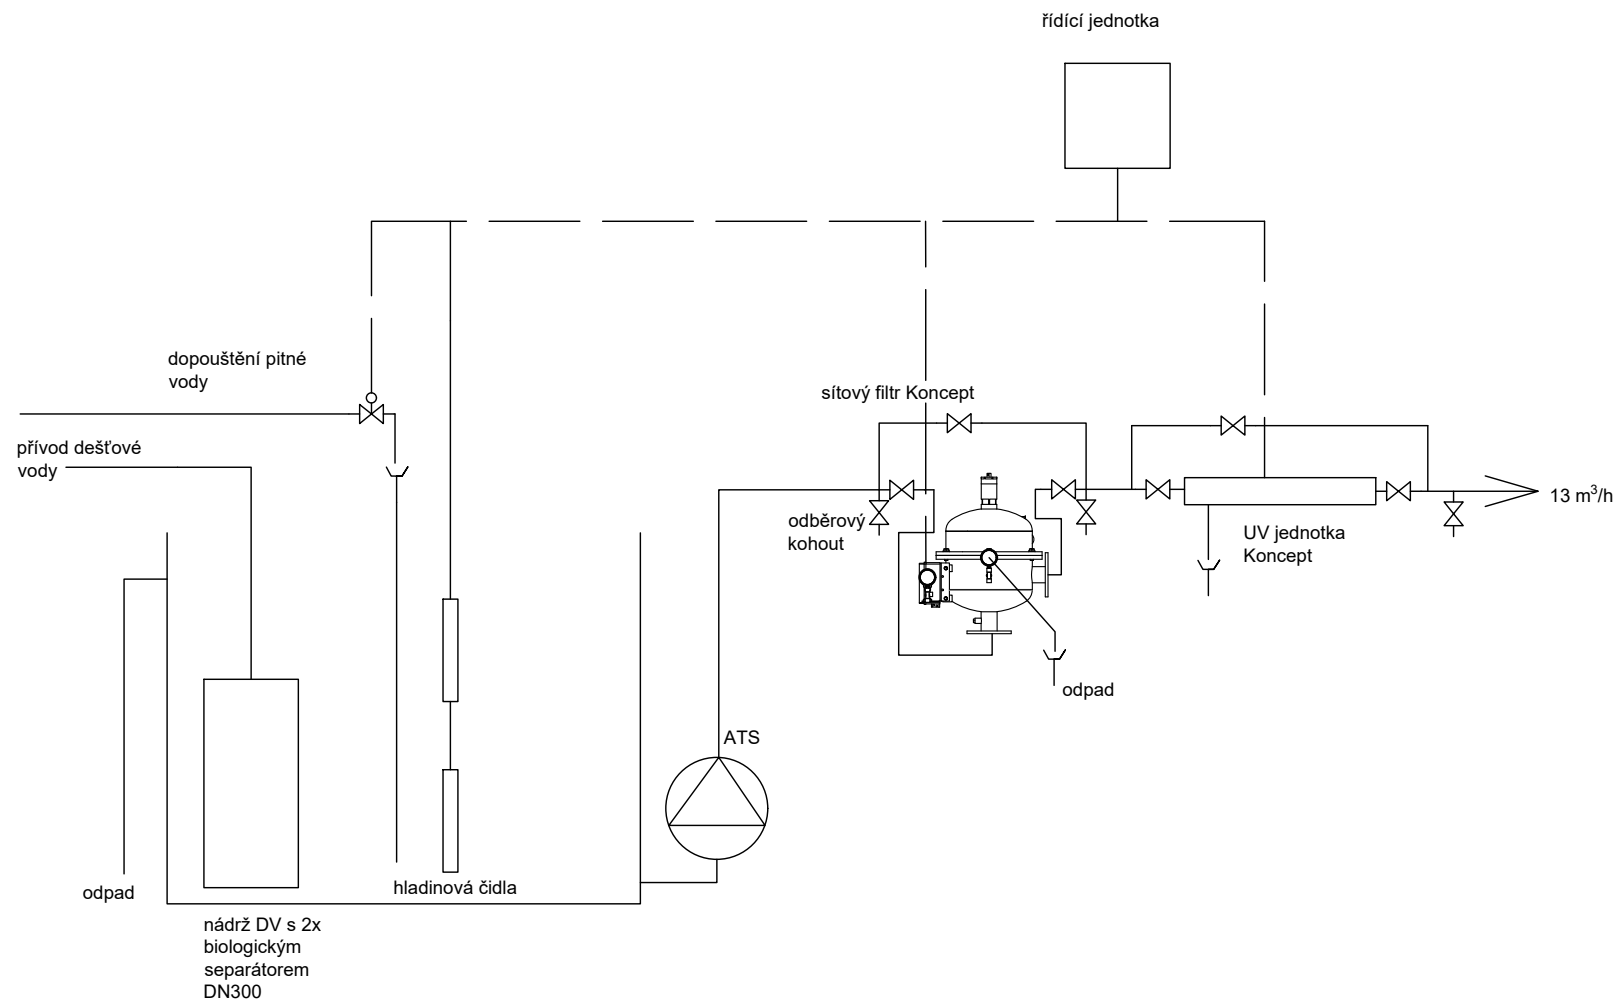 řídící jednotka
dopouštění pitné
vody
sítový filtr Koncept
přívod dešťové
vody
13 m³/h
odběrový
kohout
UV jednotka
Koncept
odpad
ATS
odpad
hladinová čidla
nádrž DV s 2x
biologickým
separátorem
DN300